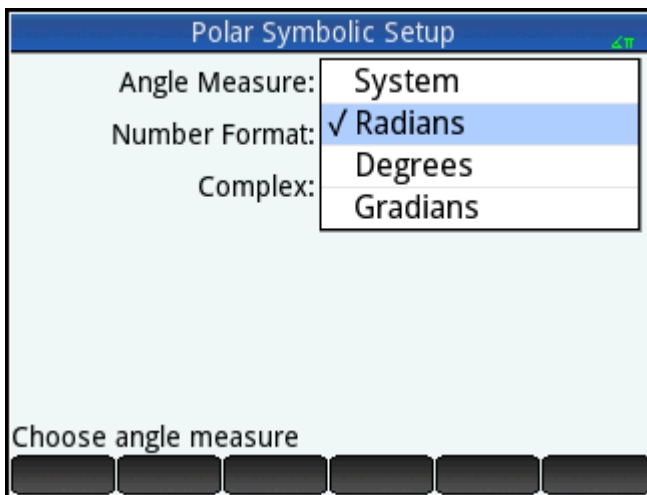 Polar Symbolic Setup
∡π
Angle Measure:
System
√ Radians
Number Format:
Degrees
Complex:
Gradians
Choose angle measure